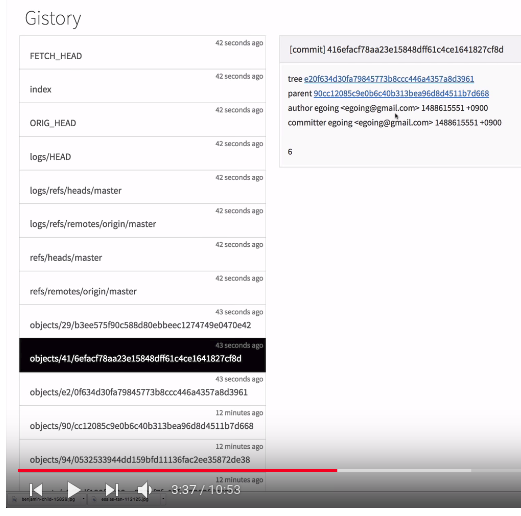 Gistory
42 seconds ago
FETCH_HEAD
42 seconds ago
index
42 seconds ago
ORIG_HEAD
42 seconds ago
logs/HEAD
42 seconds ago
logs/refs/heads/master
42 seconds ago
logs/refs/remotes/origin/master
42 seconds ago
refs/heads/master
42 seconds ago
refs/remotes/origin/master
43 seconds ago
objects/29/b3ee575f90c588d80ebbeec1274749e0470e42
43 seconds ago
objects/41/6efacf78aa23e15848dff61c4ce1641827cf8d
43 seconds ago
objects/e2/0f634d30fa79845773b8ccc446a4357a8d3961
12 minutes ago
objects/90/cc12085c9e0b6c40b313bea96d8d4511b7d668
12 minutes ago
objects/94/0532533944dd159bfd11136fac2ee35872de38
12 minutes ago
[commit] 416efacf78aa23e15848dff61c4ce1641827cf8d
tree e20f634d30fa79845773b8ccc446a4357a8d3961
parent 90cc12085c9e0b6c40b313bea96d8d4511b7d668
author egoing <egoing@gmail.com> 1488615551 +0900
committer egoing <egoing@gmail.com> 1488615551 +0900
6
3:37 / 10:53